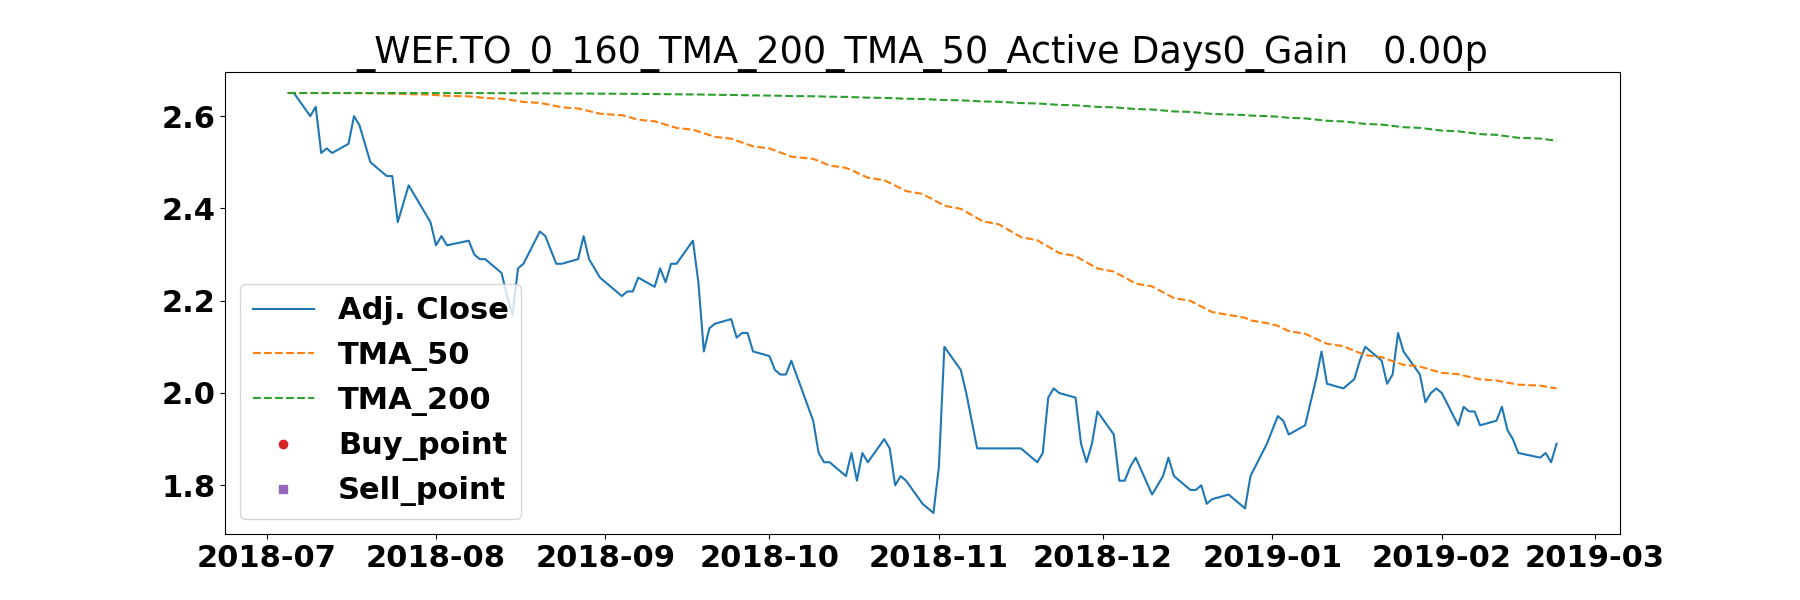 _WEF.TO_0_160_TMA_200_TMA_50_Active Days0_Gain   0.00p
2.6
2.4
2.2
2.0
1.8
Adj. Close
TMA_50
TMA_200
Buy_point
Sell_point
2018-07 2018-08 2018-09 2018-10 2018-11 2018-12 2019-01 2019-02 2019-03